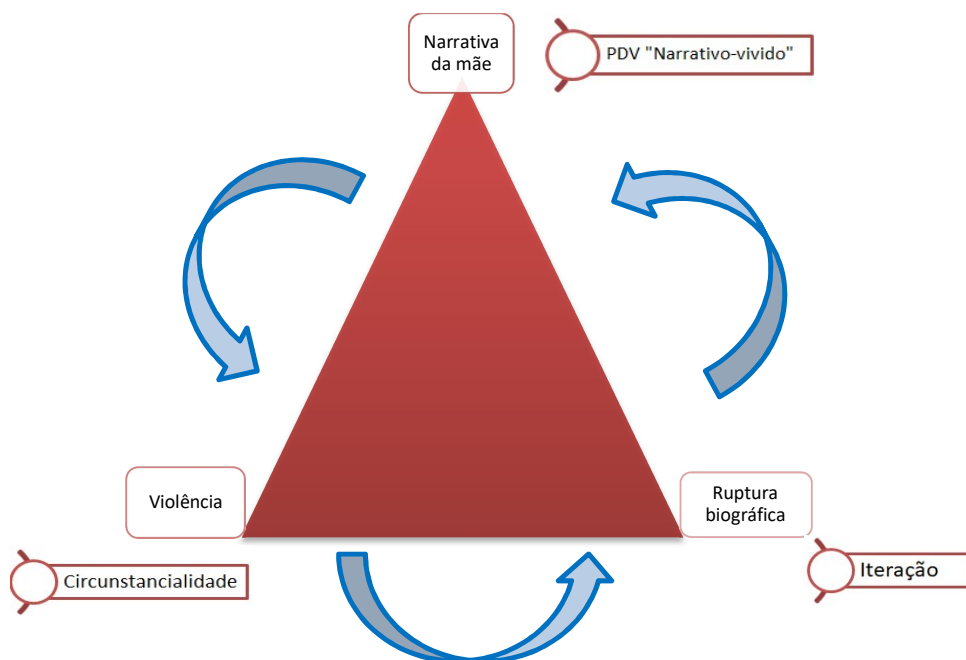 Narrativa
da mãe
PDV "Narrativo-vivido"
Violência
Ruptura
biográfica
Circunstancialidade
Iteração